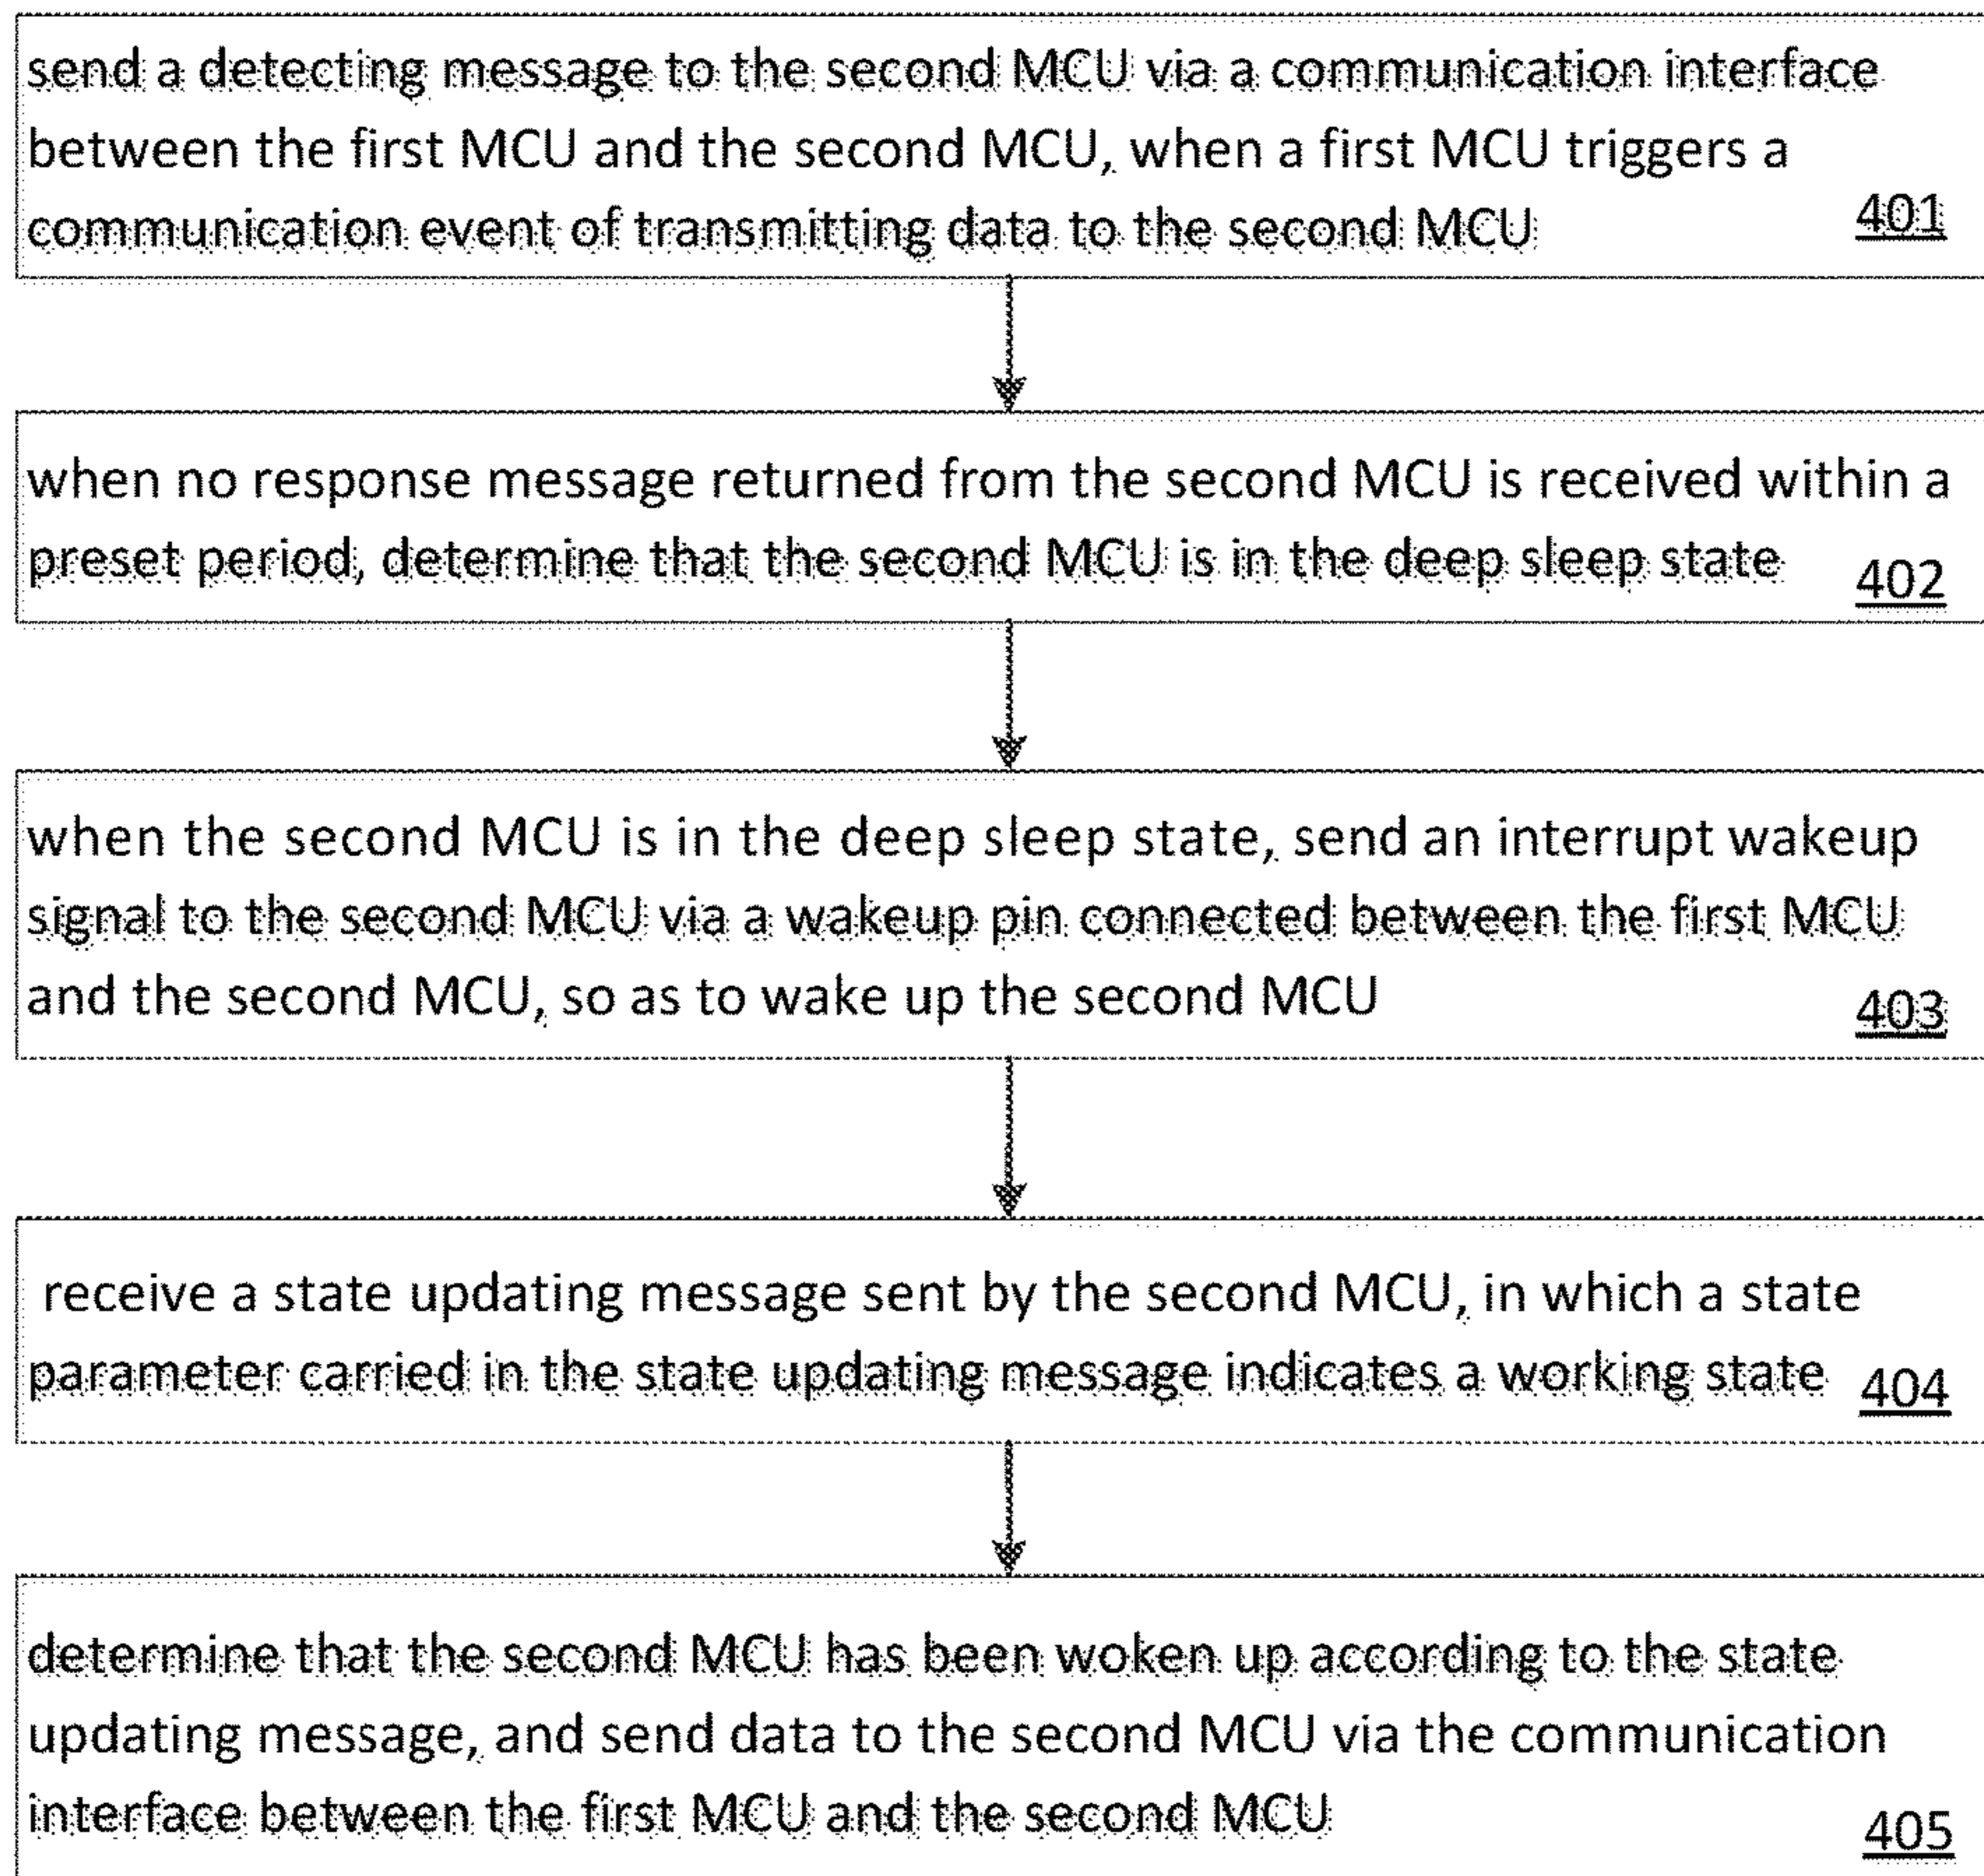 send a detecting message to the second MCU via a communication interface
between the first MCU and the second MCU, when a first MCU triggers a
communication event of transmitting data to the second MCU 401
when no response message returned from the second MCU is received within a
preset period, determine that the second MCU is in the deep sleep state 402
when the second MCU is in the deep sleep state, send an interrupt wakeup
signal to the second MCU via a wakeup pin connected between the first MCU
and the second MCU, so as to wake up the second MCU 403
receive a state updating message sent by the second MCU, in which a state
parameter carried in the state updating message indicates a working state 404
determine that the second MCU has been woken up according to the state
updating message, and send data to the second MCU via the communication
interface between the first MCU and the second MCU 405